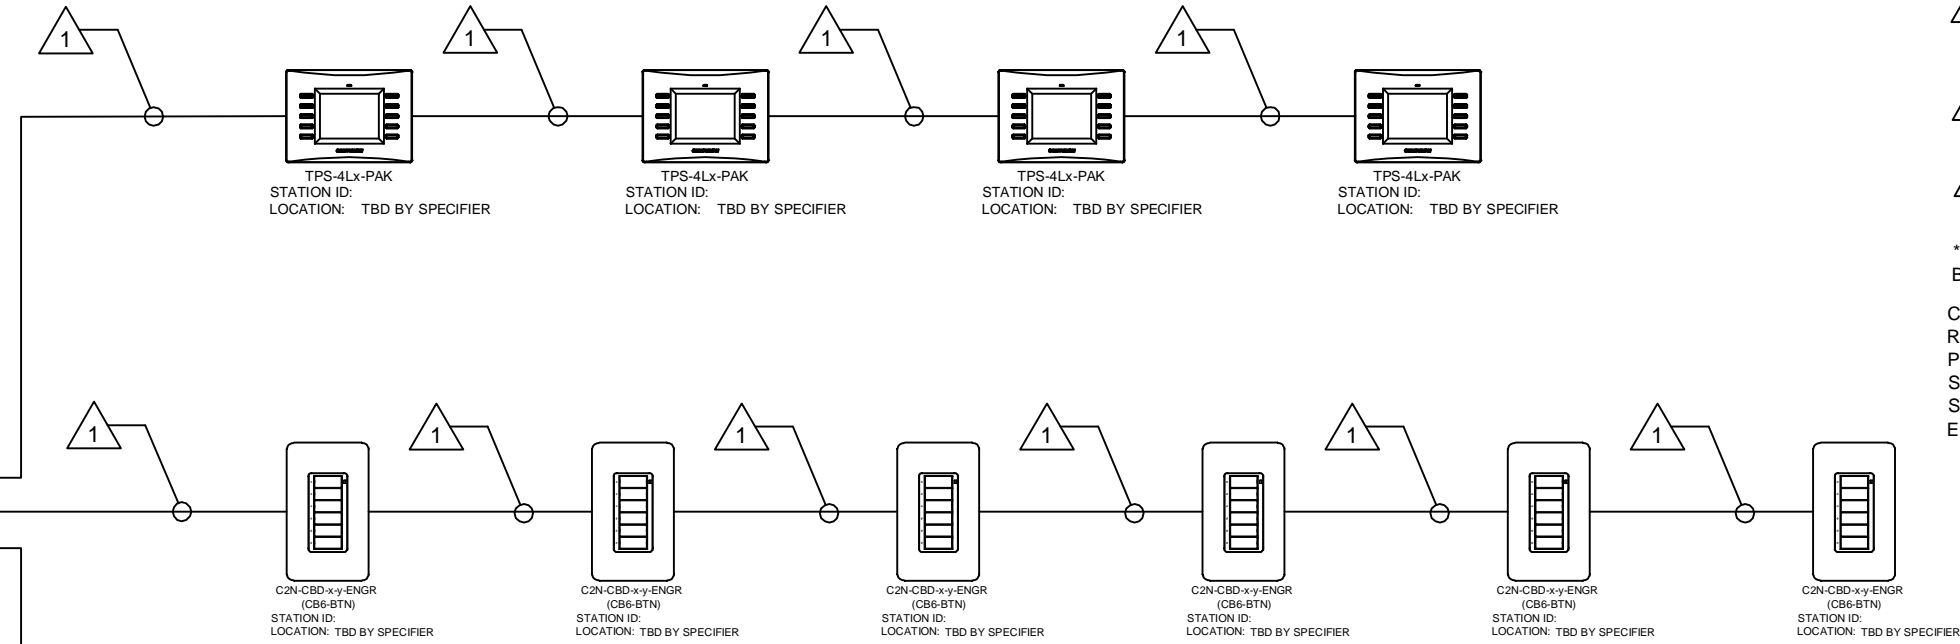 1
1
1
1
TPS-4Lx-PAK
STATION ID:
LOCATION: TBD BY SPECIFIER
TPS-4Lx-PAK
STATION ID:
LOCATION: TBD BY SPECIFIER
TPS-4Lx-PAK
STATION ID:
LOCATION: TBD BY SPECIFIER
TPS-4Lx-PAK
STATION ID:
LOCATION: TBD BY SPECIFIER
*
B
C
R
P
S
S
E
1
1
1
1
1
1
C2N-CBD-x-y-ENGR
(CB6-BTN)
STATION ID:
LOCATION: TBD BY SPECIFIER
C2N-CBD-x-y-ENGR
(CB6-BTN)
STATION ID:
LOCATION: TBD BY SPECIFIER
C2N-CBD-x-y-ENGR
(CB6-BTN)
STATION ID:
LOCATION: TBD BY SPECIFIER
C2N-CBD-x-y-ENGR
(CB6-BTN)
STATION ID:
LOCATION: TBD BY SPECIFIER
C2N-CBD-x-y-ENGR
(CB6-BTN)
STATION ID:
LOCATION: TBD BY SPECIFIER
C2N-CBD-x-y-ENGR
(CB6-BTN)
STATION ID:
LOCATION: TBD BY SPECIFIER